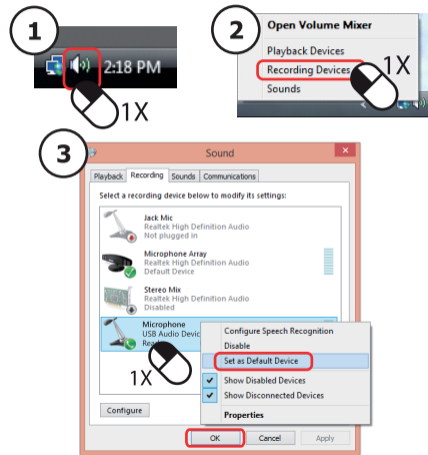 1
2:18 PM
1X
2
Open Volume Mixer
Playback Devices
Recording Devices
Sounds
1X
3
Sound
Playback Recording Sounds Communications
Select a recording device below to modify its settings:
Jack Mic
Realtek High Definition Audio
Not plugged in
Microphone Array
Realtek High Definition Audio
Default Device
Stereo Mix
Realtek High Definition Audio
Disabled
Microphone
USB Audio
1X
Configure Speech Recognition
Disable
Set as Default Device
Show Disabled Devices
Show Disconnected Devices
Properties
Configure
OK Cancel Apply